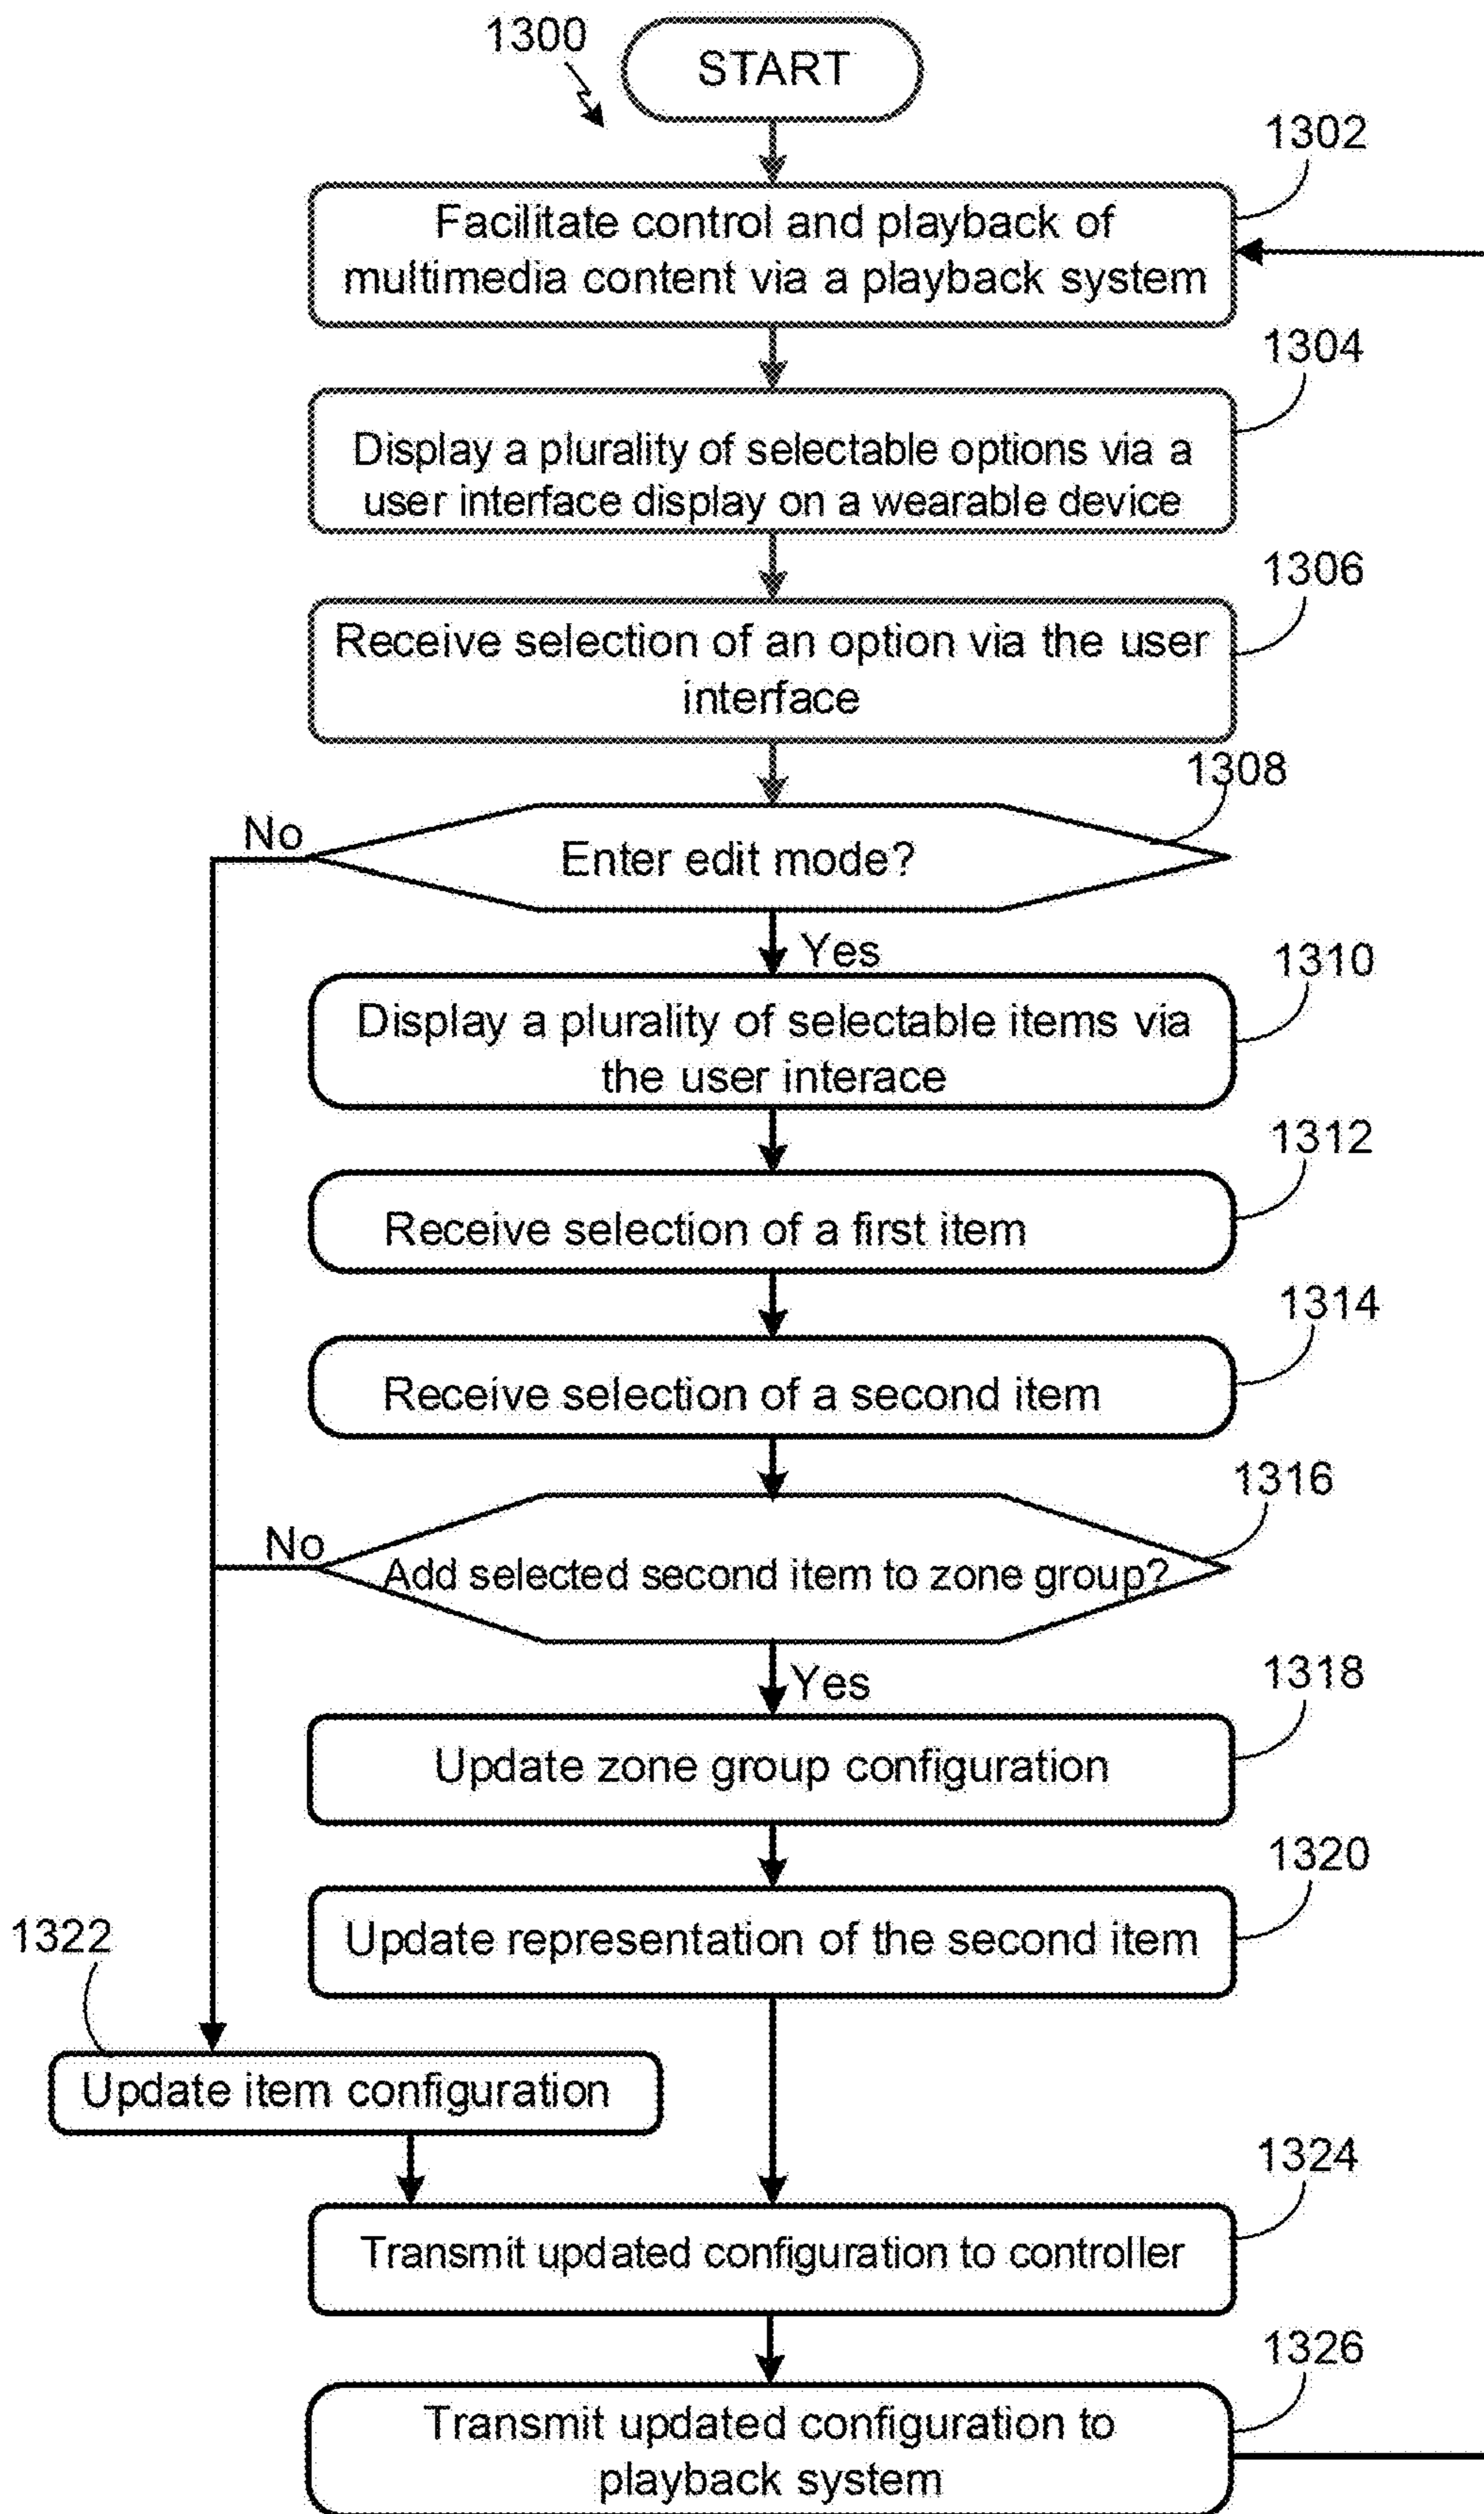 1300
START
1302
Facilitate control and playback of
multimedia content via a playback system
1304
Display a plurality of selectable options via a
user interface display on a wearable device
1306
Receive selection of an option via the user
interface
1308
No
Enter edit mode?
Yes
1310
Display a plurality of selectable items via
the user interace
1312
Receive selection of a first item
1314
Receive selection of a second item
1316
No
Add selected second item to zone group?
Yes
1318
Update zone group configuration
1320
Update representation of the second item
1322
Update item configuration
1324
Transmit updated configuration to controller
1326
Transmit updated configuration to
playback system